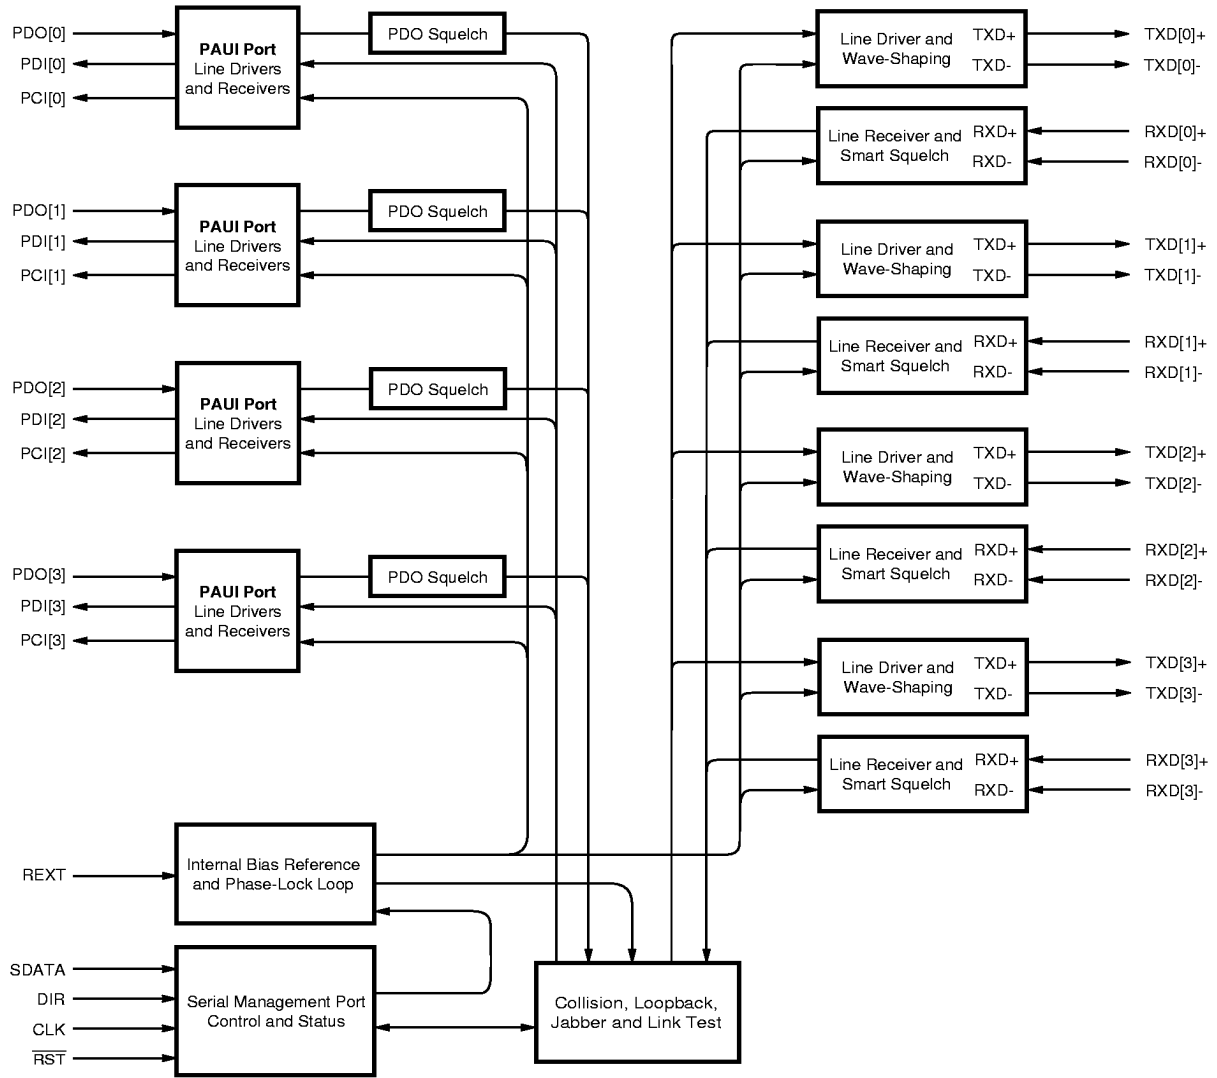 PDO[0]
PDI[0]
PCI[0]
PAUI Port
Line Drivers
and Receivers
PDO Squelch
PDO[1]
PDI[1]
PCI[1]
PAUI Port
Line Drivers
and Receivers
PDO Squelch
PDO[2]
PDI[2]
PCI[2]
PAUI Port
Line Drivers
and Receivers
PDO Squelch
PDO[3]
PDI[3]
PCI[3]
PAUI Port
Line Drivers
and Receivers
PDO Squelch
REXT
Internal Bias Reference
and Phase-Lock Loop
SDATA
DIR
CLK
RST
Serial Management Port
Control and Status
Collision, Loopback,
Jabber and Link Test
Line Driver and
Wave-Shaping
TXD+
TXD-
TXD[0]+
TXD[0]-
Line Receiver and
Smart Squelch
RXD+
RXD-
RXD[0]+
RXD[0]-
Line Driver and
Wave-Shaping
TXD+
TXD-
TXD[1]+
TXD[1]-
Line Receiver and
Smart Squelch
RXD+
RXD-
RXD[1]+
RXD[1]-
Line Driver and
Wave-Shaping
TXD+
TXD-
TXD[2]+
TXD[2]-
Line Receiver and
Smart Squelch
RXD+
RXD-
RXD[2]+
RXD[2]-
Line Driver and
Wave-Shaping
TXD+
TXD-
TXD[3]+
TXD[3]-
Line Receiver and
Smart Squelch
RXD+
RXD-
RXD[3]+
RXD[3]-